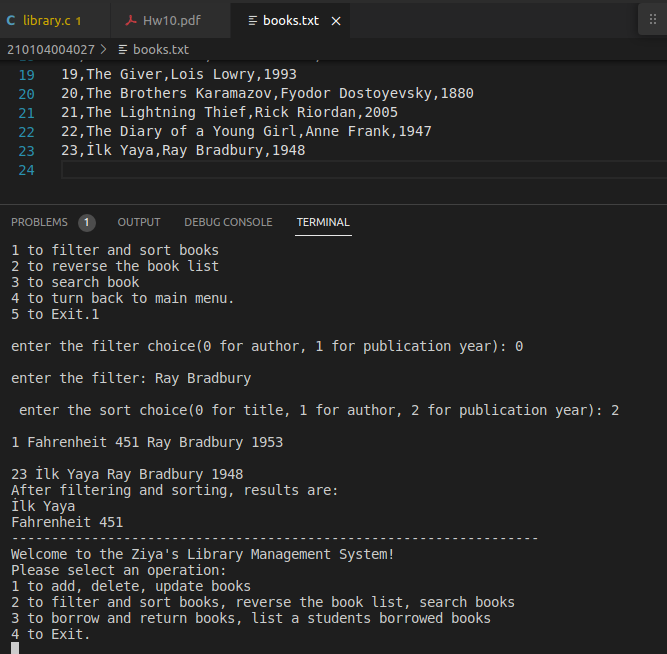 library.c 1 Hw10.pdf books.txt
210104004027 > books.txt
19,The Giver,Lois Lowry,1993
20,The Brothers Karamazov,Fyodor Dostoyevsky,1880
21,The Lightning Thief,Rick Riordan,2005
22,The Diary of a Young Girl,Anne Frank,1947
23,İlk Yaya,Ray Bradbury,1948
19
20
21
22
23
24
PROBLEMS 1 OUTPUT DEBUG CONSOLE TERMINAL
1 to filter and sort books
2 to reverse the book list
3 to search book
4 to turn back to main menu.
5 to Exit.1
enter the filter choice(0 for author, 1 for publication year): 0
enter the filter: Ray Bradbury
enter the sort choice(0 for title, 1 for author, 2 for publication year): 2
1 Fahrenheit 451 Ray Bradbury 1953
23 İlk Yaya Ray Bradbury 1948
After filtering and sorting, results are:
İlk Yaya
Fahrenheit 451
------------------------------------------------------------------
Welcome to the Ziya's Library Management System!
Please select an operation:
1 to add, delete, update books
2 to filter and sort books, reverse the book list, search books
3 to borrow and return books, list a students borrowed books
4 to Exit.